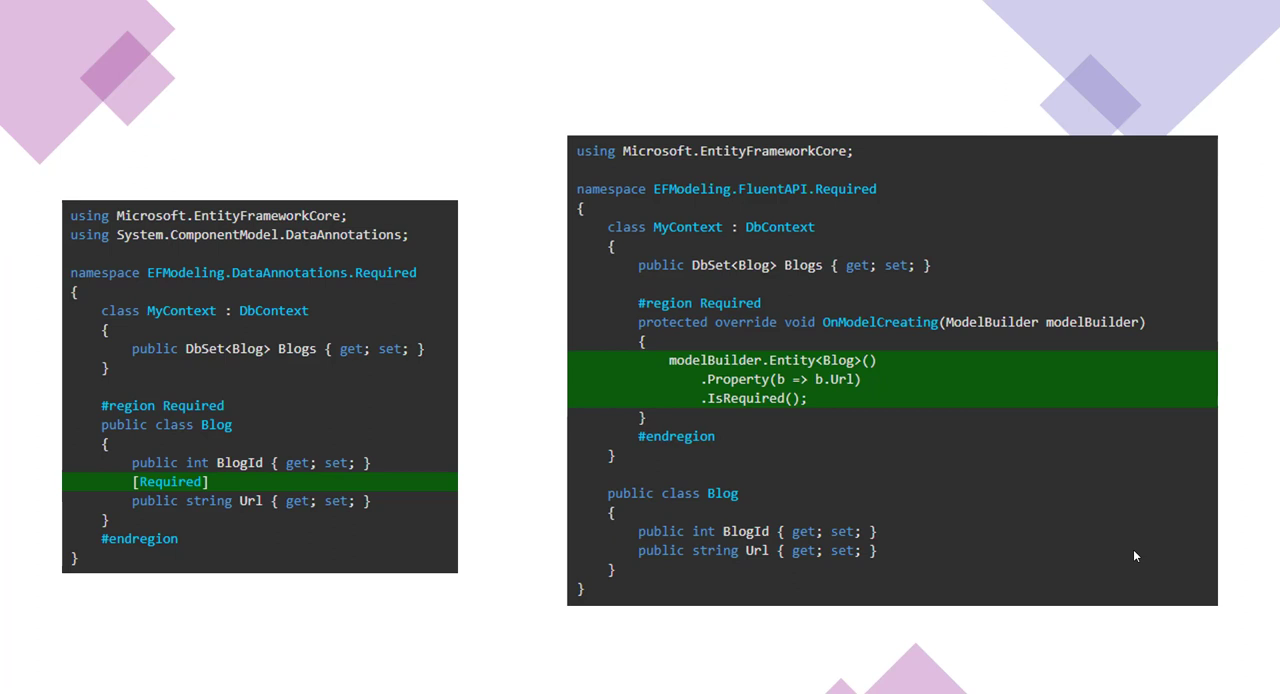 using Microsoft.EntityFrameworkCore;
using System.ComponentModel.DataAnnotations;
namespace EFModeling.DataAnnotations.Required
{
class MyContext : DbContext
{
public DbSet<Blog> Blogs { get; set; }
}
#region Required
public class Blog
{
public int BlogId { get; set; }
[Required]
public string Url { get; set; }
}
#endregion
}
using Microsoft.EntityFrameworkCore;
namespace EFModeling.FluentAPI.Required
{
class MyContext : DbContext
{
public DbSet<Blog> Blogs { get; set; }
#region Required
protected override void OnModelCreating(ModelBuilder modelBuilder)
{
modelBuilder.Entity<Blog>()
.Property(b => b.Url)
.IsRequired();
}
#endregion
}
public class Blog
{
public int BlogId { get; set; }
public string Url { get; set; }
}
}